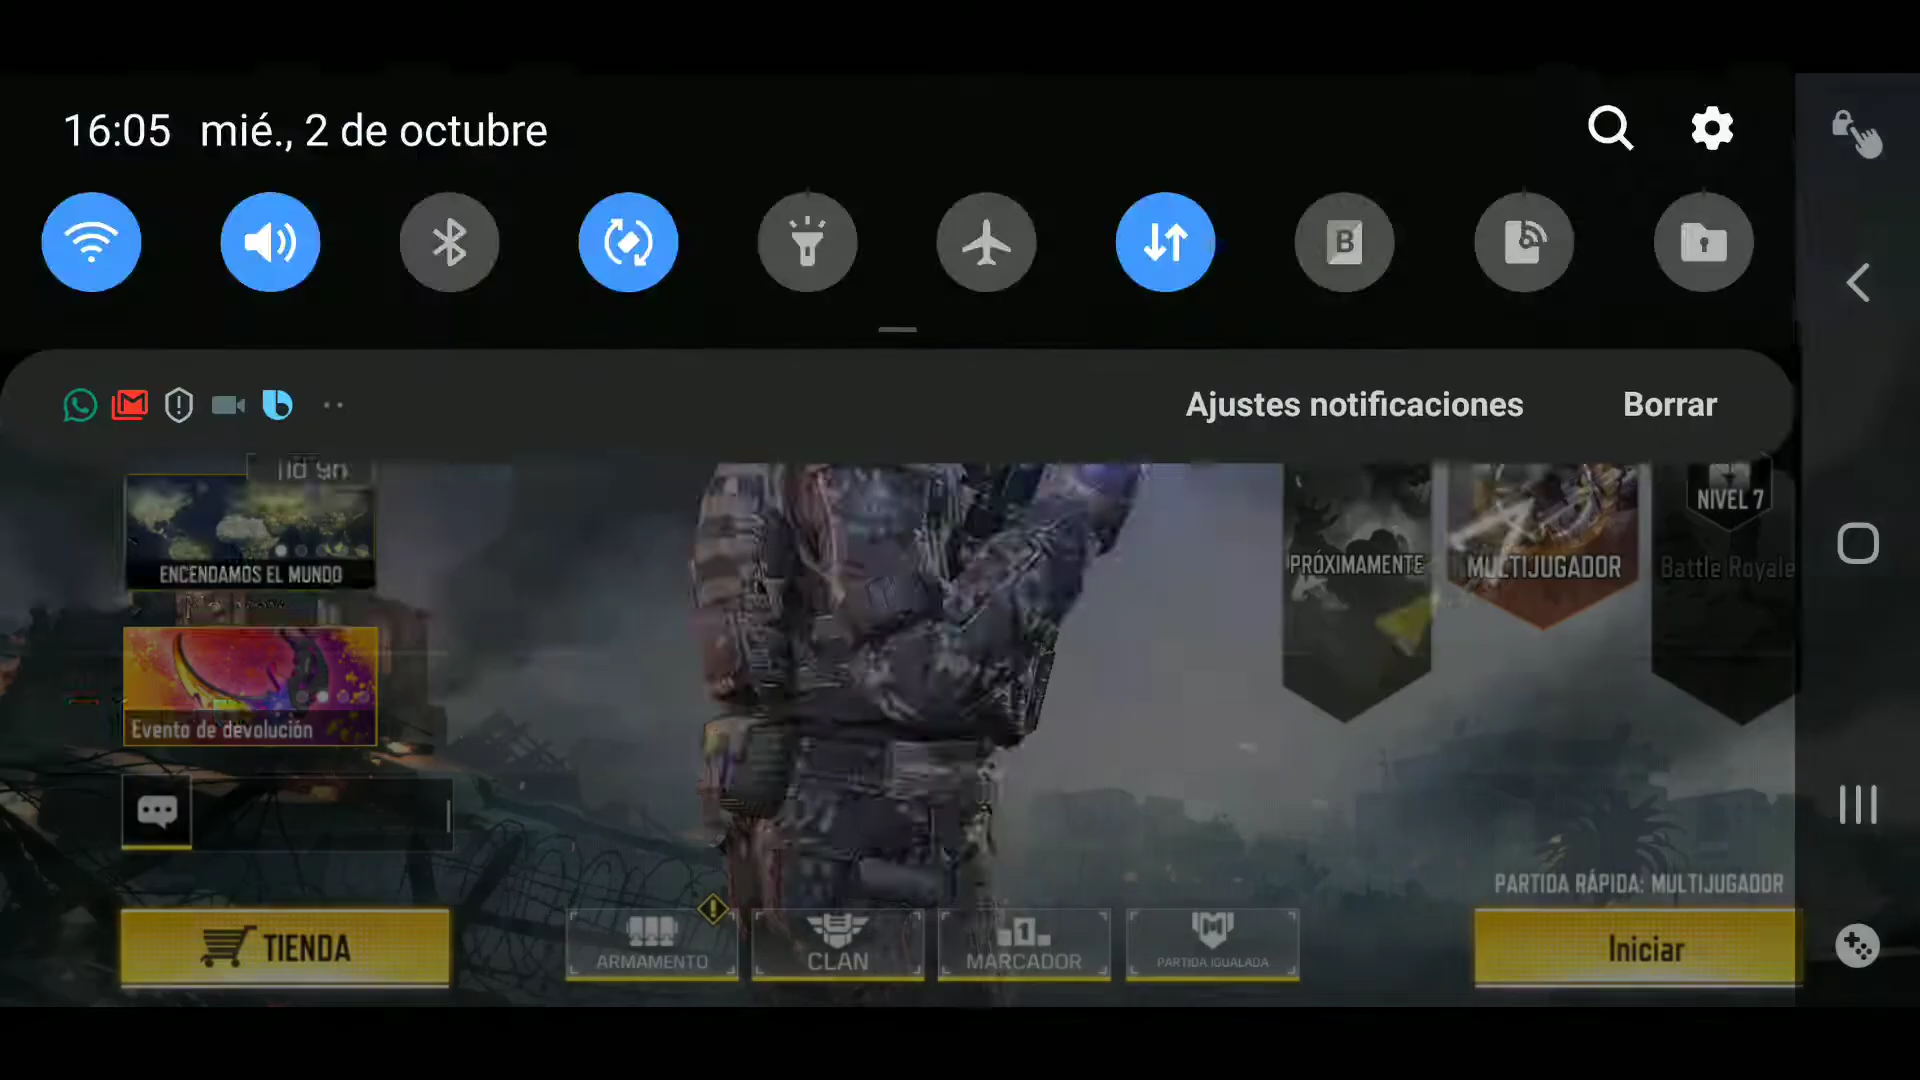 16:05 mié., 2 de octubre
B
Ajustes notificaciones Borrar
ENCENDAMOS EL MUNDO
Evento de devolución
PRÓXIMAMENTE
MULTIJUGADOR
NIVEL 7
Battle Royale
PARTIDA RÁPIDA: MULTIJUGADOR
TIENDA
ARMAMENTO
CLAN
1
MARCADOR
PARTIDA IGUALADA
Iniciar